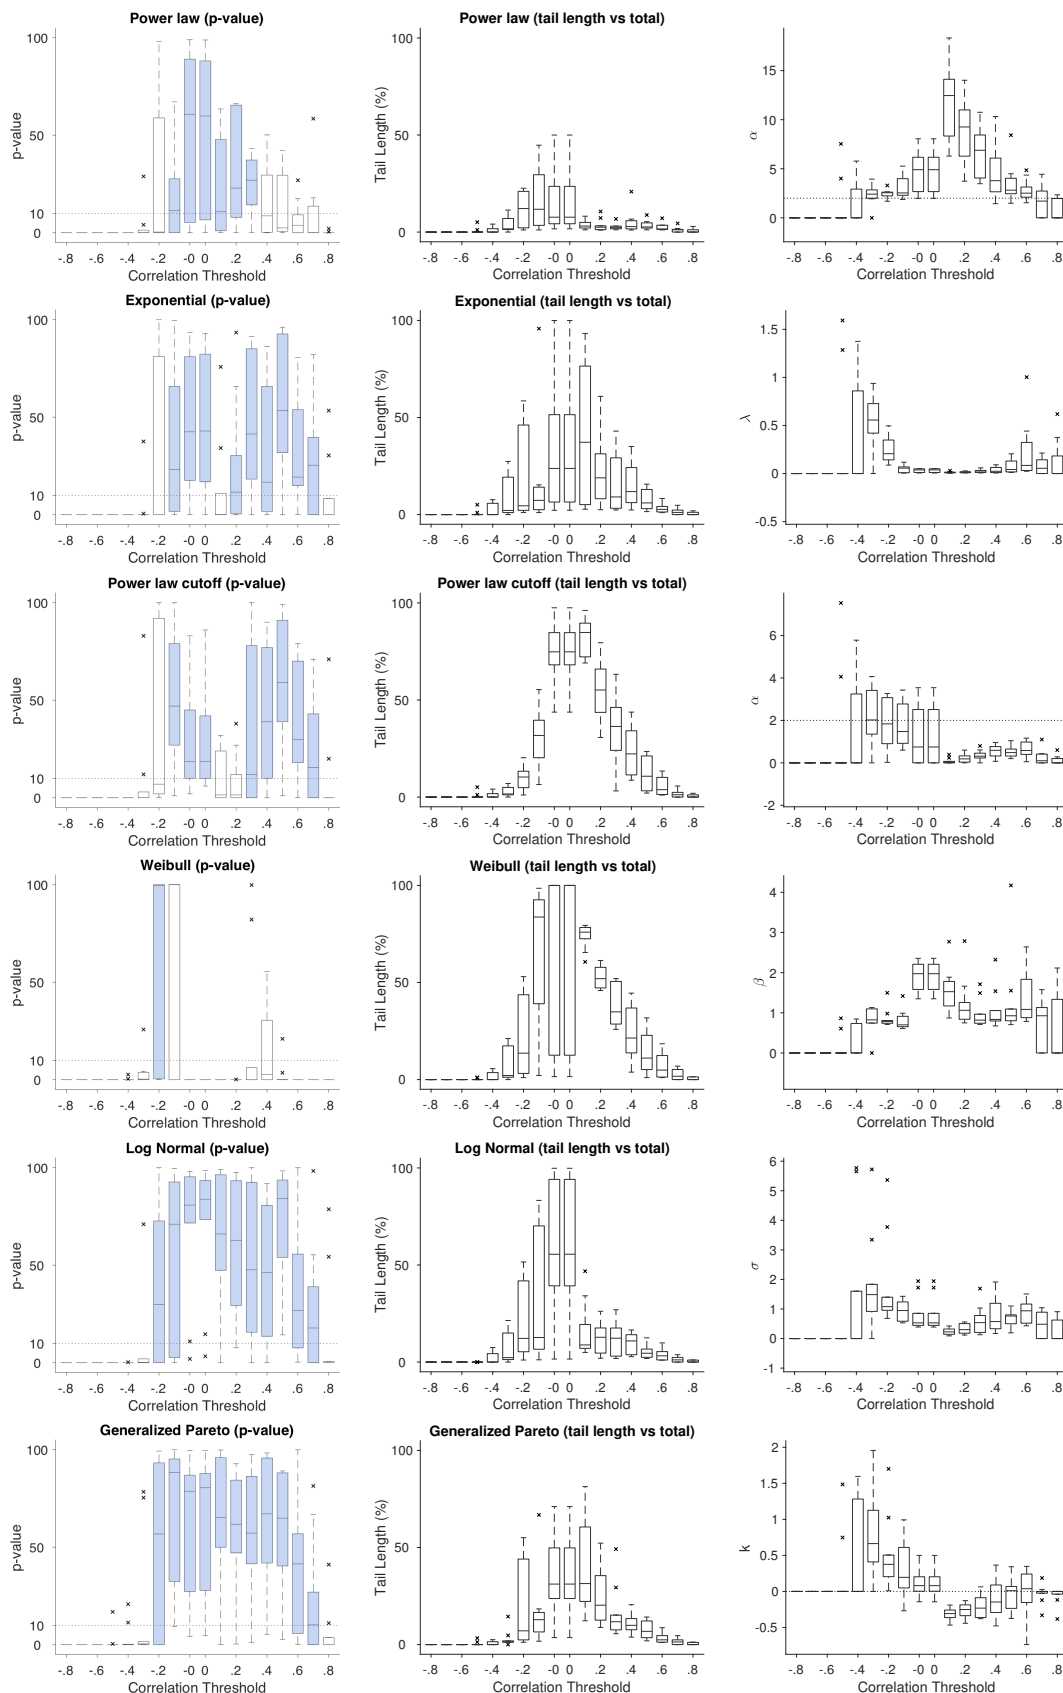 Power law (p-value)
100
50
10
0
p-value
-.8 -.6 -.4 -.2 -0 0 .2 .4 .6 .8
Correlation Threshold
Power law (tail length vs total)
100
50
0
Tail Length (%)
-.8 -.6 -.4 -.2 -0 0 .2 .4 .6 .8
Correlation Threshold
15
10
5
0
α
-.8 -.6 -.4 -.2 -0 0 .2 .4 .6 .8
Correlation Threshold
Exponential (p-value)
100
50
10
0
p-value
-.8 -.6 -.4 -.2 -0 0 .2 .4 .6 .8
Correlation Threshold
Exponential (tail length vs total)
100
50
0
Tail Length (%)
-.8 -.6 -.4 -.2 -0 0 .2 .4 .6 .8
Correlation Threshold
1.5
1
0.5
0
-0.5
λ
-.8 -.6 -.4 -.2 -0 0 .2 .4 .6 .8
Correlation Threshold
Power law cutoff (p-value)
100
50
10
0
p-value
-.8 -.6 -.4 -.2 -0 0 .2 .4 .6 .8
Correlation Threshold
Power law cutoff (tail length vs total)
100
50
0
Tail Length (%)
-.8 -.6 -.4 -.2 -0 0 .2 .4 .6 .8
Correlation Threshold
6
4
2
0
-2
α
-.8 -.6 -.4 -.2 -0 0 .2 .4 .6 .8
Correlation Threshold
Weibull (p-value)
100
50
10
0
p-value
-.8 -.6 -.4 -.2 -0 0 .2 .4 .6 .8
Correlation Threshold
Weibull (tail length vs total)
100
50
0
Tail Length (%)
-.8 -.6 -.4 -.2 -0 0 .2 .4 .6 .8
Correlation Threshold
4
3
2
1
0
β
-.8 -.6 -.4 -.2 -0 0 .2 .4 .6 .8
Correlation Threshold
Log Normal (p-value)
100
50
10
0
p-value
-.8 -.6 -.4 -.2 -0 0 .2 .4 .6 .8
Correlation Threshold
Log Normal (tail length vs total)
100
50
0
Tail Length (%)
-.8 -.6 -.4 -.2 -0 0 .2 .4 .6 .8
Correlation Threshold
6
5
4
3
2
1
0
-1
σ
-.8 -.6 -.4 -.2 -0 0 .2 .4 .6 .8
Correlation Threshold
Generalized Pareto (p-value)
100
50
10
0
p-value
-.8 -.6 -.4 -.2 -0 0 .2 .4 .6 .8
Correlation Threshold
Generalized Pareto (tail length vs total)
100
50
0
Tail Length (%)
-.8 -.6 -.4 -.2 -0 0 .2 .4 .6 .8
Correlation Threshold
2
1.5
1
0.5
0
-0.5
k
-.8 -.6 -.4 -.2 -0 0 .2 .4 .6 .8
Correlation Threshold